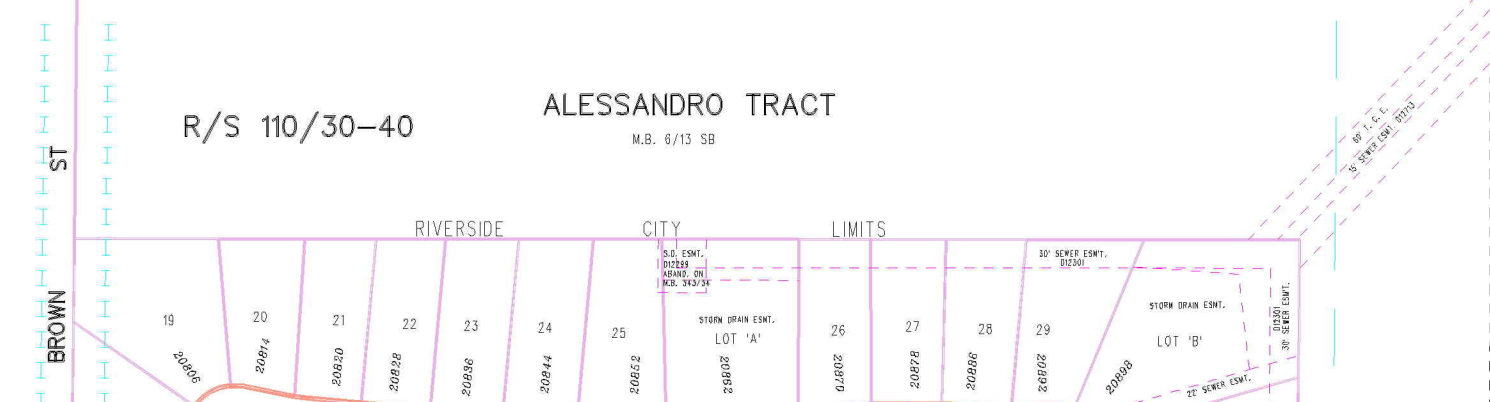 ALESSANDRO TRACT
M.B. 6/13 SB
R/S 110/30-40
BROWN ST
60' T. C. E.
15' SEWER ESMT. D12713
RIVERSIDE CITY LIMITS
S.D. ESMT.
D12299
ABAND. ON
M.B. 343/34
30' SEWER ESM'T.
D12301
19
20
21
22
23
24
25
STORM DRAIN ESMT.
LOT 'A'
26
27
28
29
STORM DRAIN ESMT.
LOT 'B'
D12301
30' SEWER ESM'T.
20806
20814
20820
20828
20836
20844
20852
20862
20870
20878
20886
20892
20898
22' SEWER ESMT.